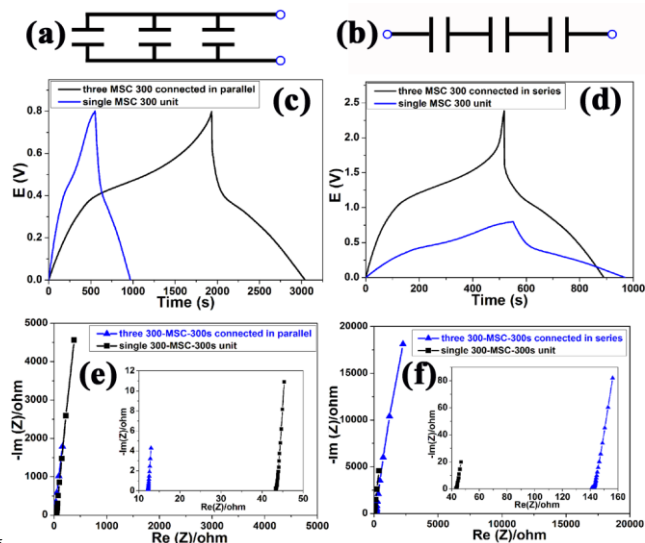 (a)
(b)
(c)
three MSC 300 connected in parallel
single MSC 300 unit
0.8
0.6
0.4
0.2
0.0
E (V)
0 500 1000 1500 2000 2500 3000
Time (s)
(d)
three MSC 300 connected in series
single MSC 300 unit
2.5
2.0
1.5
1.0
0.5
0.0
E (V)
0 200 400 600 800 1000
Time (s)
(e)
three 300-MSC-300s connected in parallel
single 300-MSC-300s unit
5000
4000
3000
2000
1000
0
-Im (Z)/ohm
0 1000 2000 3000 4000 5000
Re (Z)/ohm
12
10
8
6
4
2
0
-Im(Z)/ohm
10 20 30 40 50
Re(Z)/ohm
(f)
three 300-MSC-300s connected in series
single 300-MSC-300s unit
20000
15000
10000
5000
0
-Im (Z)/ohm
0 4000 8000 12000 16000 20000
Re (Z)/ohm
100
80
60
40
20
0
-Im(Z)/ohm
40 60 80 100 120 140 160
Re(Z)/ohm